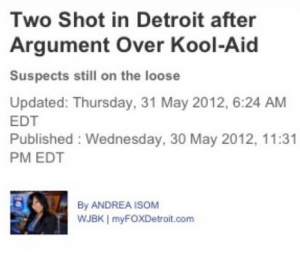 Two Shot in Detroit after
Argument Over Kool-Aid
Suspects still on the loose
Updated: Thursday, 31 May 2012, 6:24 AM
EDT
Published : Wednesday, 30 May 2012, 11:31
PM EDT
By ANDREA ISOM
WJBK | myFOXDetroit.com